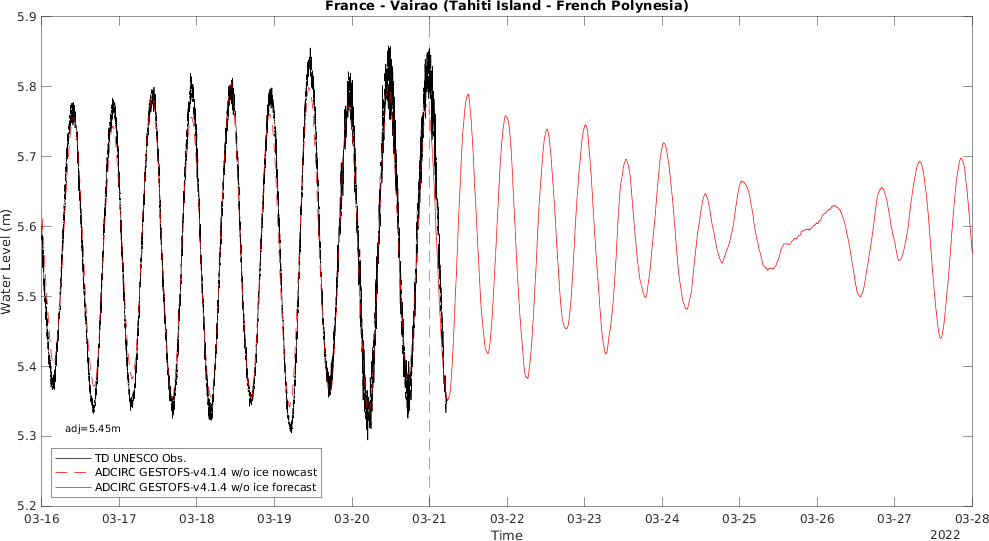 France - Vairao (Tahiti Island - French Polynesia)
5.9
5.8
5.7
5.6
5.5
5.4
5.3
5.2
Water Level (m)
adj=5.45m
TD UNESCO Obs.
ADCIRC GESTOFS-v4.1.4 w/o ice nowcast
ADCIRC GESTOFS-v4.1.4 w/o ice forecast
03-16 03-17 03-18 03-19 03-20 03-21 03-22 03-23 03-24 03-25 03-26 03-27 03-28
Time
2022